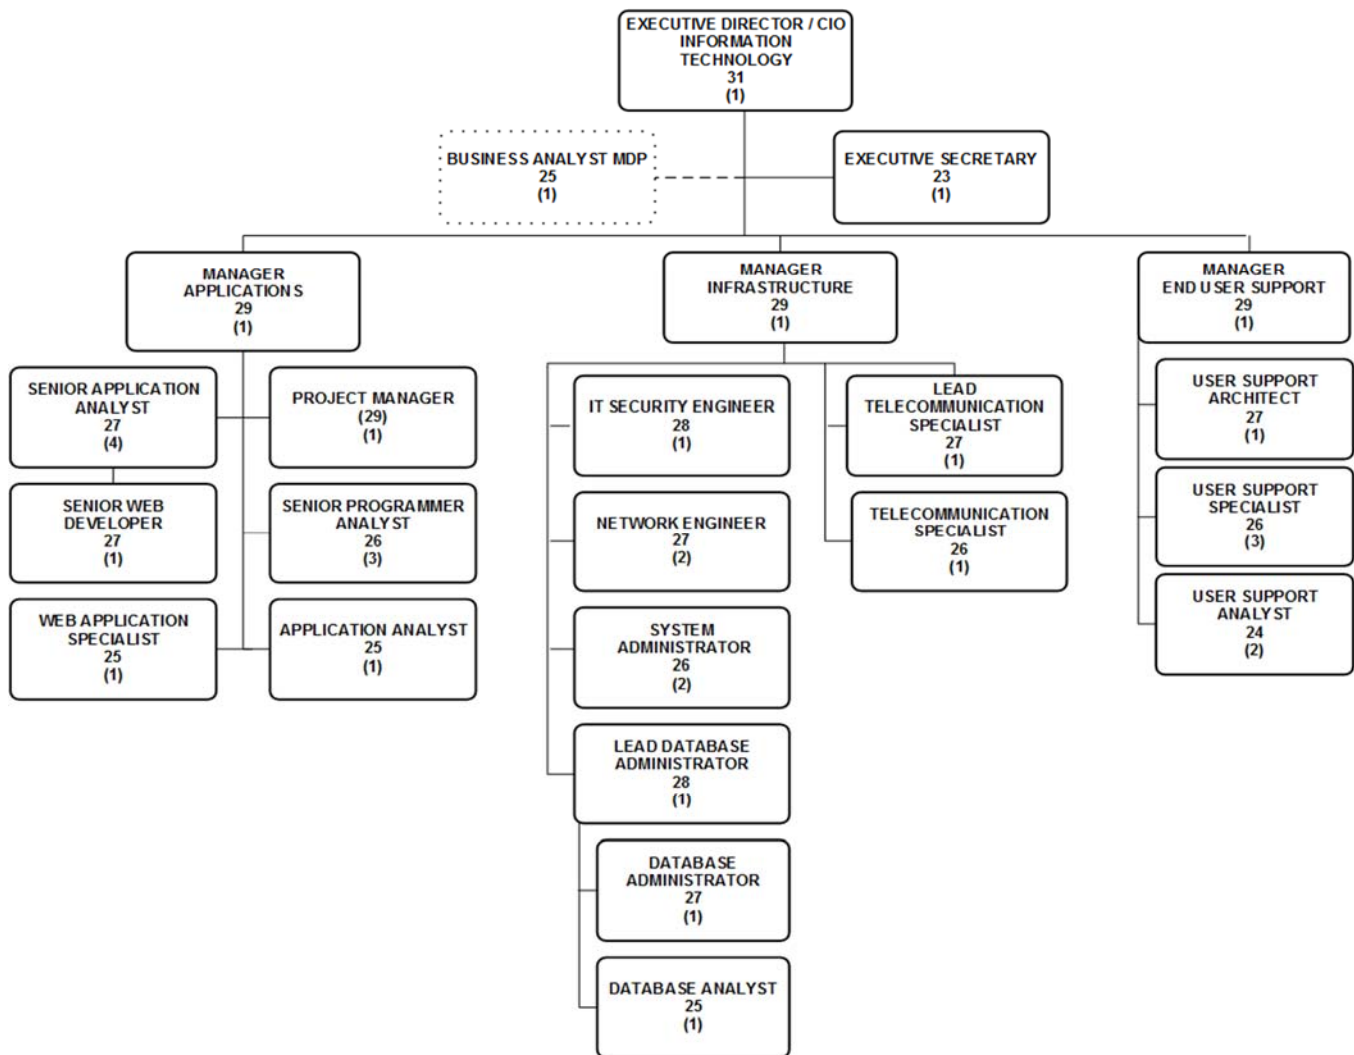 EXECUTIVE DIRECTOR / CIO
INFORMATION
TECHNOLOGY
31
(1)
BUSINESS ANALYST MDP
25
(1)
EXECUTIVE SECRETARY
23
(1)
MANAGER
APPLICATIONS
29
(1)
MANAGER
INFRASTRUCTURE
29
(1)
MANAGER
END USER SUPPORT
29
(1)
SENIOR APPLICATION
ANALYST
27
(4)
PROJECT MANAGER
(29)
(1)
SENIOR WEB
DEVELOPER
27
(1)
SENIOR PROGRAMMER
ANALYST
26
(3)
WEB APPLICATION
SPECIALIST
25
(1)
APPLICATION ANALYST
25
(1)
IT SECURITY ENGINEER
28
(1)
NETWORK ENGINEER
27
(2)
SYSTEM
ADMINISTRATOR
26
(2)
LEAD DATABASE
ADMINISTRATOR
28
(1)
DATABASE
ADMINISTRATOR
27
(1)
DATABASE ANALYST
25
(1)
LEAD
TELECOMMUNICATION
SPECIALIST
27
(1)
TELECOMMUNICATION
SPECIALIST
26
(1)
USER SUPPORT
ARCHITECT
27
(1)
USER SUPPORT
SPECIALIST
26
(3)
USER SUPPORT
ANALYST
24
(2)